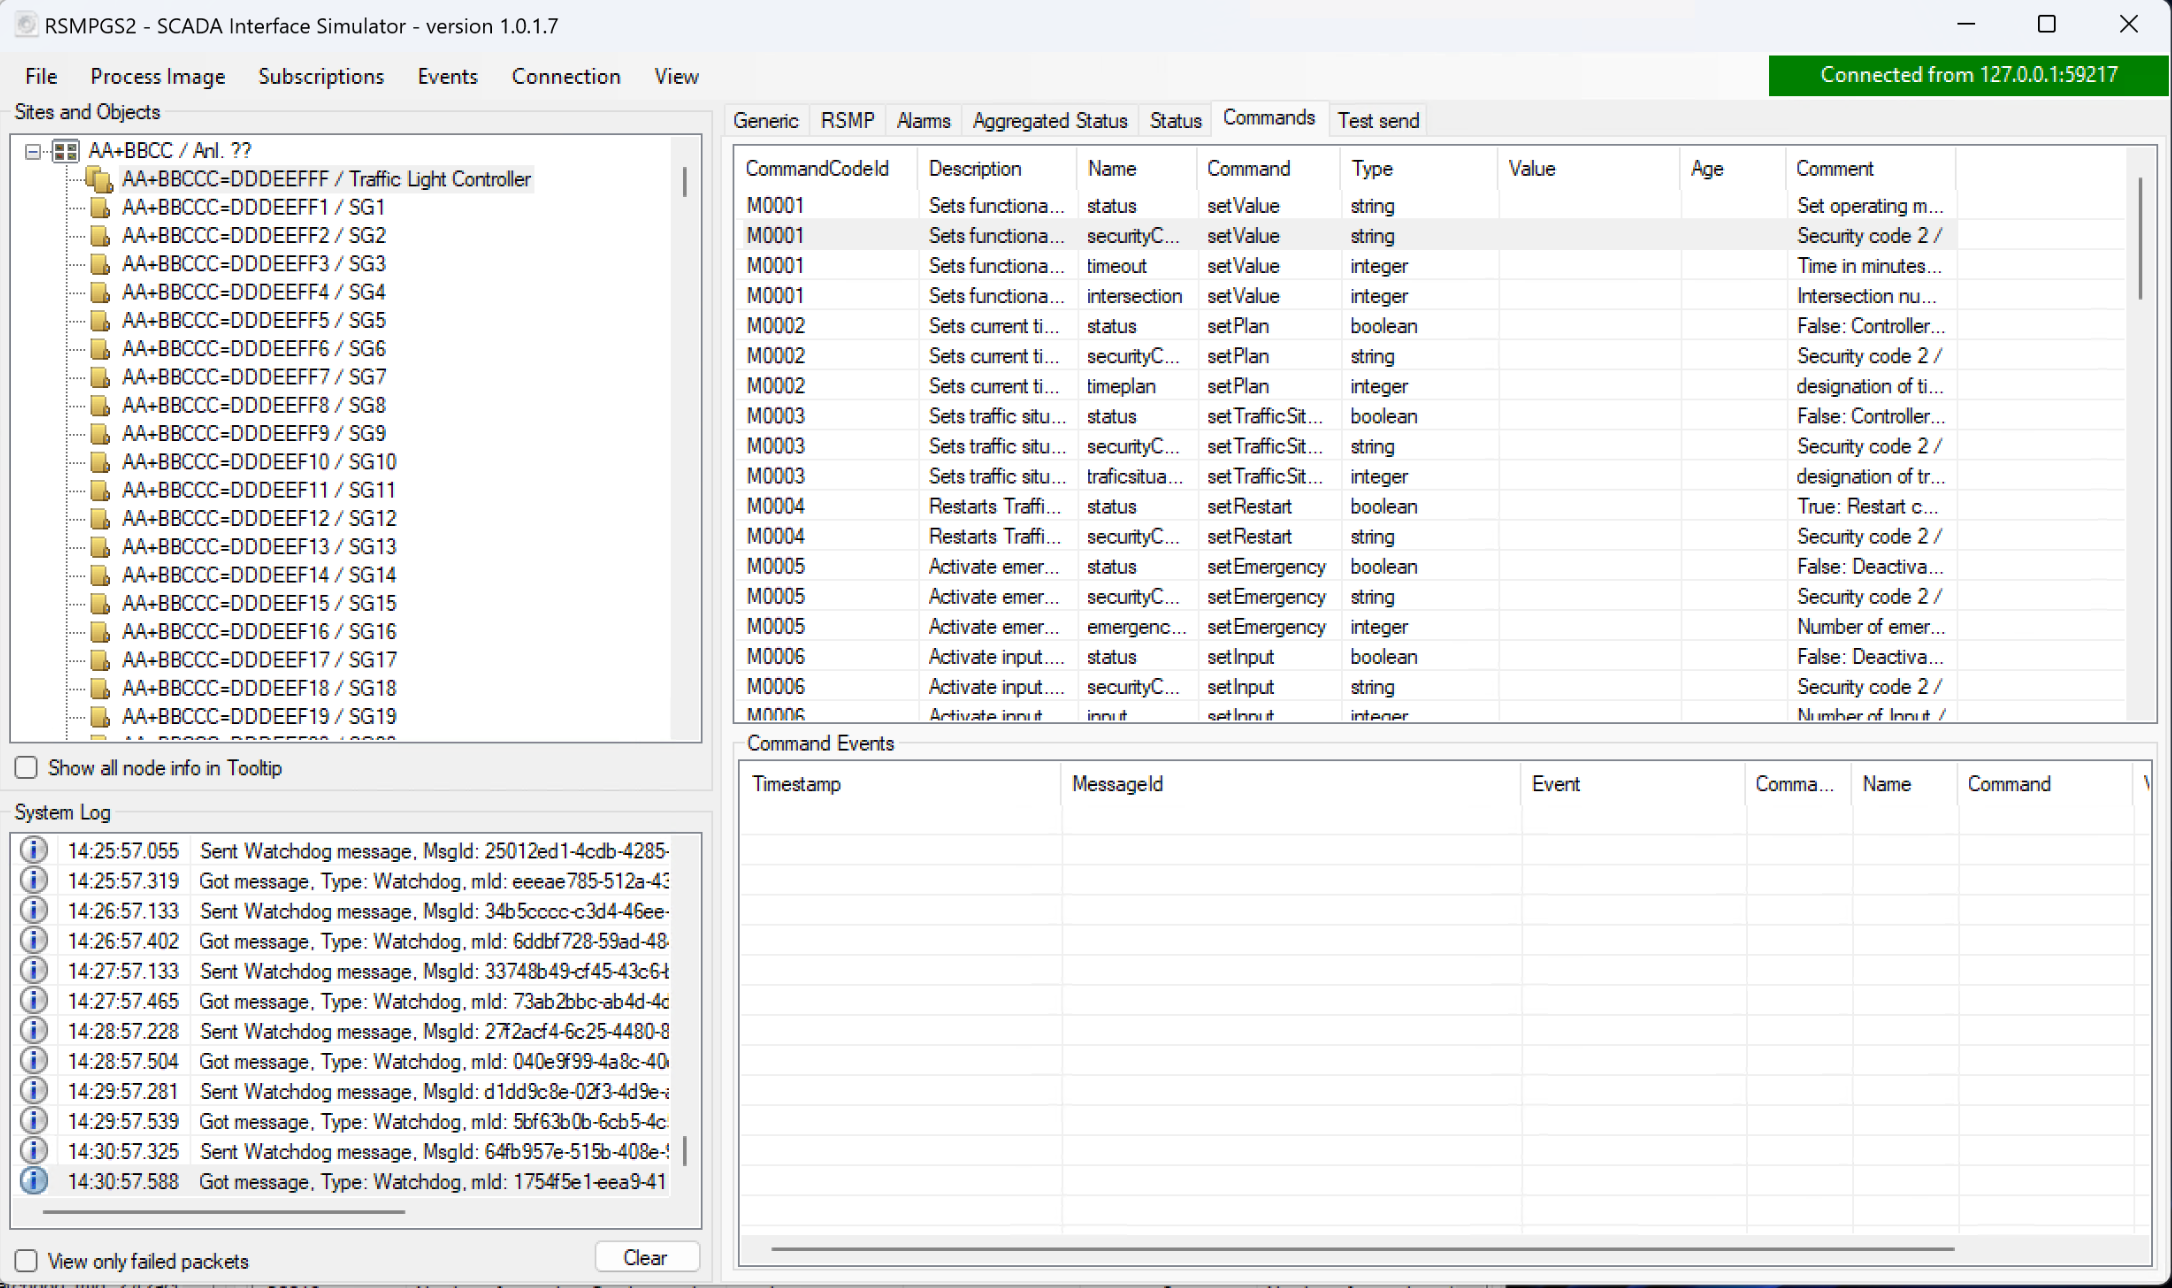 RSMPGS2 - SCADA Interface Simulator - version 1.0.1.7
File Process Image Subscriptions Events Connection View
Connected from 127.0.0.1:59217
Sites and Objects
AA+BBCC / Anl. ??
AA+BBCCC=DDDEEFFF / Traffic Light Controller
AA+BBCCC=DDDEEFF1 / SG1
AA+BBCCC=DDDEEFF2 / SG2
AA+BBCCC=DDDEEFF3 / SG3
AA+BBCCC=DDDEEFF4 / SG4
AA+BBCCC=DDDEEFF5 / SG5
AA+BBCCC=DDDEEFF6 / SG6
AA+BBCCC=DDDEEFF7 / SG7
AA+BBCCC=DDDEEFF8 / SG8
AA+BBCCC=DDDEEFF9 / SG9
AA+BBCCC=DDDEEF10 / SG10
AA+BBCCC=DDDEEF11 / SG11
AA+BBCCC=DDDEEF12 / SG12
AA+BBCCC=DDDEEF13 / SG13
AA+BBCCC=DDDEEF14 / SG14
AA+BBCCC=DDDEEF15 / SG15
AA+BBCCC=DDDEEF16 / SG16
AA+BBCCC=DDDEEF17 / SG17
AA+BBCCC=DDDEEF18 / SG18
AA+BBCCC=DDDEEF19 / SG19
Show all node info in Tooltip
System Log
14:25:57.055 Sent Watchdog message, MsgId: 25012ed1-4cdb-4285-
14:25:57.319 Got message, Type: Watchdog, mId: eeeae785-512a-43
14:26:57.133 Sent Watchdog message, MsgId: 34b5cccc-c3d4-46ee-
14:26:57.402 Got message, Type: Watchdog, mId: 6ddbf728-59ad-48
14:27:57.133 Sent Watchdog message, MsgId: 33748b49-cf45-43c6-
14:27:57.465 Got message, Type: Watchdog, mId: 73ab2bbc-ab4d-4d
14:28:57.228 Sent Watchdog message, MsgId: 27f2acf4-6c25-4480-8
14:28:57.504 Got message, Type: Watchdog, mId: 040e9f99-4a8c-40
14:29:57.281 Sent Watchdog message, MsgId: d1dd9c8e-02f3-4d9e-
14:29:57.539 Got message, Type: Watchdog, mId: 5bf63b0b-6cb5-4c
14:30:57.325 Sent Watchdog message, MsgId: 64fb957e-515b-408e-
14:30:57.588 Got message, Type: Watchdog, mId: 1754f5e1-eea9-41
View only failed packets Clear
Generic RSMP Alarms Aggregated Status Status Commands Test send
CommandCodeId Description Name Command Type Value Age Comment
M0001 Sets functiona... status setValue string Set operating m...
M0001 Sets functiona... securityC... setValue string Security code 2 /
M0001 Sets functiona... timeout setValue integer Time in minutes...
M0001 Sets functiona... intersection setValue integer Intersection nu...
M0002 Sets current ti... status setPlan boolean False: Controller...
M0002 Sets current ti... securityC... setPlan string Security code 2 /
M0002 Sets current ti... timeplan setPlan integer designation of ti...
M0003 Sets traffic situ... status setTrafficSit... boolean False: Controller...
M0003 Sets traffic situ... securityC... setTrafficSit... string Security code 2 /
M0003 Sets traffic situ... traficsitua... setTrafficSit... integer designation of tr...
M0004 Restarts Traffi... status setRestart boolean True: Restart c...
M0004 Restarts Traffi... securityC... setRestart string Security code 2 /
M0005 Activate emer... status setEmergency boolean False: Deactiva...
M0005 Activate emer... securityC... setEmergency string Security code 2 /
M0005 Activate emer... emergenc... setEmergency integer Number of emer...
M0006 Activate input.... status setInput boolean False: Deactiva...
M0006 Activate input.... securityC... setInput string Security code 2 /
M0006 Activate input input setInput integer Number of Input /
Command Events
Timestamp MessageId Event Comma... Name Command